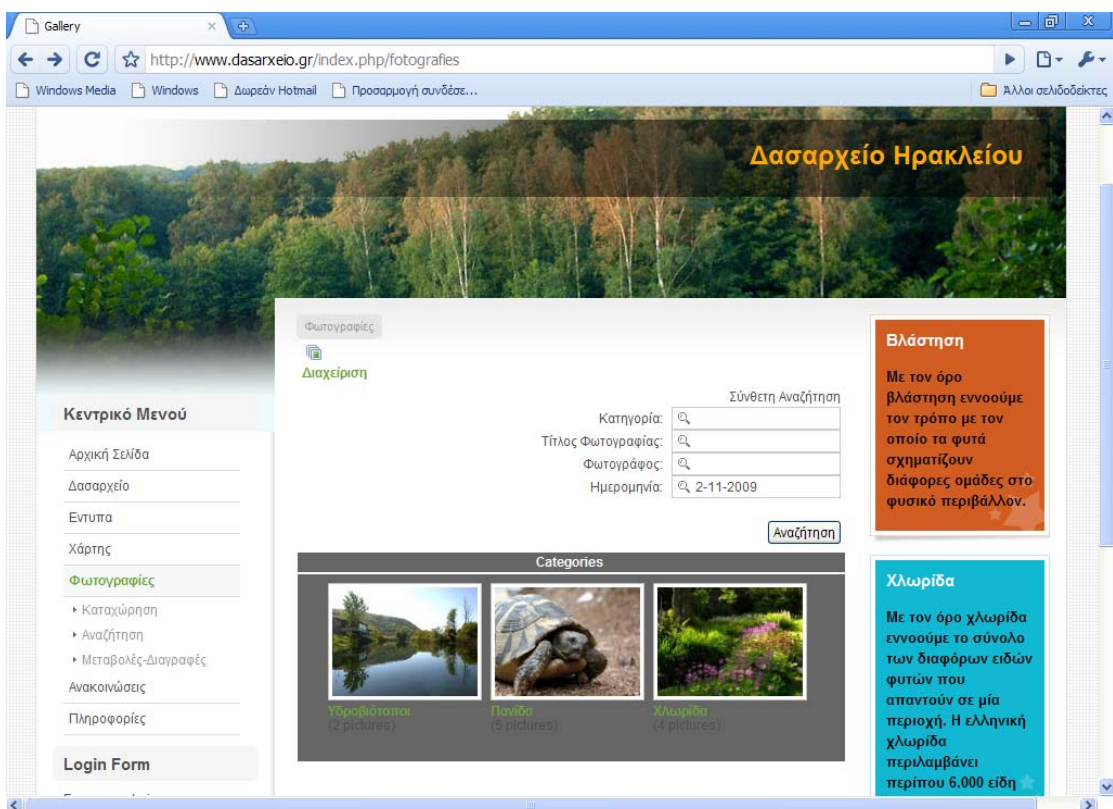 Gallery
http://www.dasarxeio.gr/index.php/fotografies
Windows Media
Windows
Δωρεάν Hotmail
Προσαρμογή συνδέσε...
Άλλοι σελιδοδείκτες
Δασαρχείο Ηρακλείου
Φωτογραφίες
Διαχείριση
Σύνθετη Αναζήτηση
Κατηγορία:
Τίτλος Φωτογραφίας:
Φωτογράφος:
Ημερομηνία: 2-11-2009
Αναζήτηση
Categories
Υδροβιότοποι
(2 pictures)
Πανίδα
(5 pictures)
Χλωρίδα
(4 pictures)
Κεντρικό Μενού
Αρχική Σελίδα
Δασαρχείο
Εντυπα
Χάρτης
Φωτογραφίες
Καταχώρηση
Αναζήτηση
Μεταβολές-Διαγραφές
Ανακοινώσεις
Πληροφορίες
Login Form
Βλάστηση
Με τον όρο
βλάστηση εννοούμε
τον τρόπο με τον
οποίο τα φυτά
σχηματίζουν
διάφορες ομάδες στο
φυσικό περιβάλλον.
Χλωρίδα
Με τον όρο χλωρίδα
εννοούμε το σύνολο
των διαφόρων ειδών
φυτών που
απαντούν σε μία
περιοχή. Η ελληνική
χλωρίδα
περιλαμβάνει
περίπου 6.000 είδη